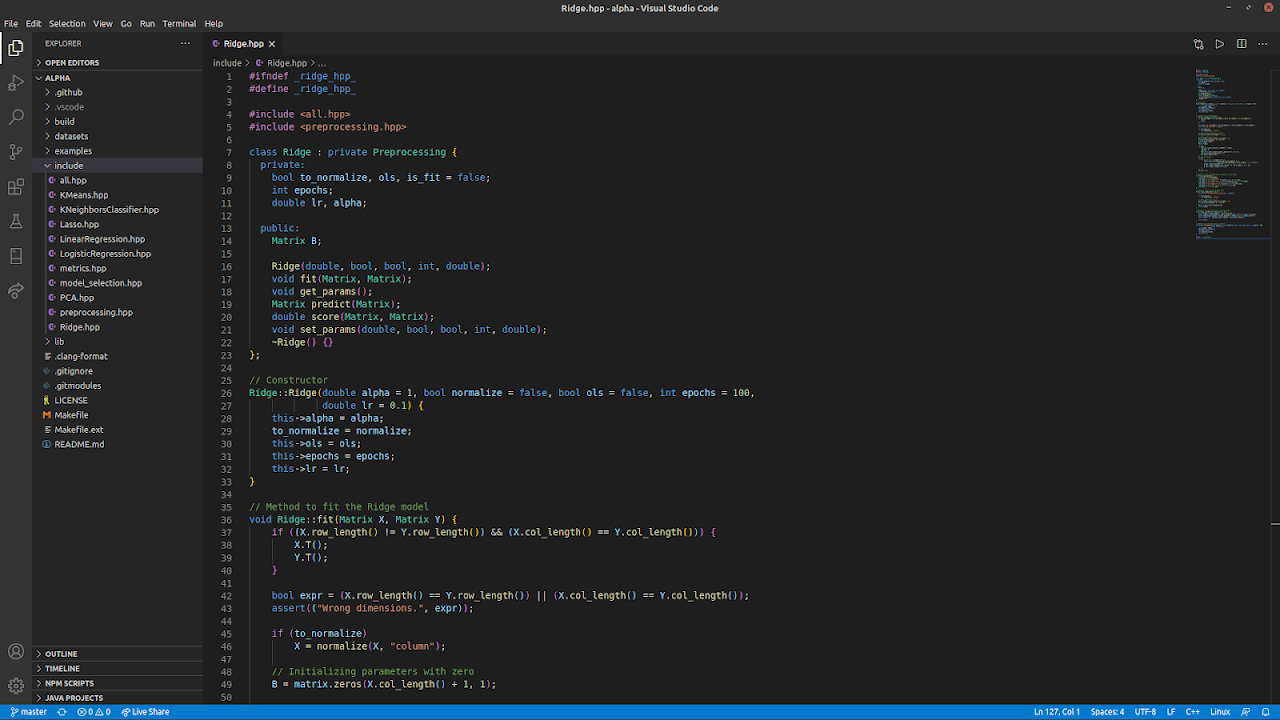 Ridge.hpp - alpha - Visual Studio Code
File Edit Selection View Go Run Terminal Help
EXPLORER
OPEN EDITORS
ALPHA
.github
.vscode
build
datasets
examples
include
all.hpp
KMeans.hpp
KNeighborsClassifier.hpp
Lasso.hpp
LinearRegression.hpp
LogisticRegression.hpp
metrics.hpp
model_selection.hpp
PCA.hpp
preprocessing.hpp
Ridge.hpp
lib
.clang-format
.gitignore
.gitmodules
LICENSE
Makefile
Makefile.ext
README.md
OUTLINE
TIMELINE
NPM SCRIPTS
JAVA PROJECTS
Ridge.hpp
include > Ridge.hpp > ...
1 #ifndef _ridge_hpp_
2 #define _ridge_hpp_
3
4 #include <all.hpp>
5 #include <preprocessing.hpp>
6
7 class Ridge : private Preprocessing {
8 private:
9 bool to_normalize, ols, is_fit = false;
10 int epochs;
11 double lr, alpha;
12
13 public:
14 Matrix B;
15
16 Ridge(double, bool, bool, int, double);
17 void fit(Matrix, Matrix);
18 void get_params();
19 Matrix predict(Matrix);
20 double score(Matrix, Matrix);
21 void set_params(double, bool, bool, int, double);
22 ~Ridge() {}
23 };
24
25 // Constructor
26 Ridge::Ridge(double alpha = 1, bool normalize = false, bool ols = false, int epochs = 100,
27 double lr = 0.1) {
28 this->alpha = alpha;
29 to_normalize = normalize;
30 this->ols = ols;
31 this->epochs = epochs;
32 this->lr = lr;
33 }
34
35 // Method to fit the Ridge model
36 void Ridge::fit(Matrix X, Matrix Y) {
37 if ((X.row_length() != Y.row_length()) && (X.col_length() == Y.col_length())) {
38 X.T();
39 Y.T();
40 }
41
42 bool expr = (X.row_length() == Y.row_length()) || (X.col_length() == Y.col_length());
43 assert(("Wrong dimensions.", expr));
44
45 if (to_normalize)
46 X = normalize(X, "column");
47
48 // Initializing parameters with zero
49 B = matrix.zeros(X.col_length() + 1, 1);
50
master 0 0 Live Share Ln 127, Col 1 Spaces: 4 UTF-8 LF C++ Linux